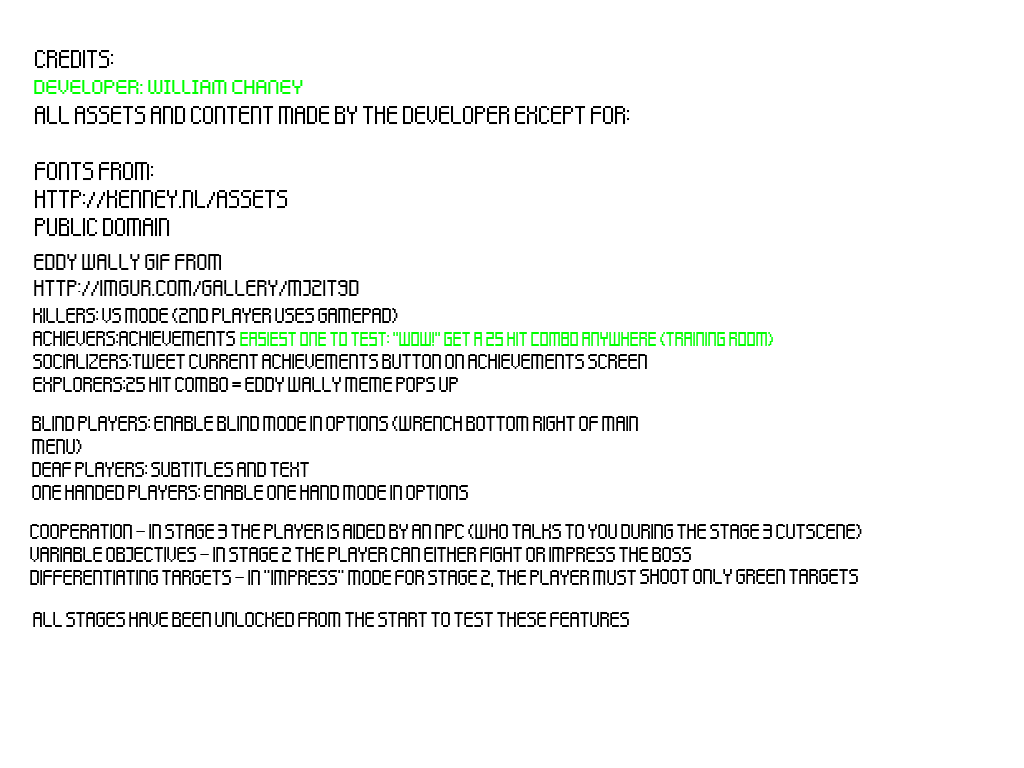 CREDITS:
DEVELOPER: WILLIAM CHANEY
ALL ASSETS AND CONTENT MADE BY THE DEVELOPER EXCEPT FOR:
FONTS FROM:
HTTP://KENNEY.NL/ASSETS
PUBLIC DOMAIN
EDDY WALLY GIF FROM
HTTP://IMGUR.COM/GALLERY/MJ2IT9D
KILLERS: VS MODE (2ND PLAYER USES GAMEPAD)
ACHIEVERS:ACHIEVEMENTS EASIEST ONE TO TEST: "WOW!" GET A 25 HIT COMBO ANYWHERE (TRAINING ROOM)
SOCIALIZERS:TWEET CURRENT ACHIEVEMENTS BUTTON ON ACHIEVEMENTS SCREEN
EXPLORERS:25 HIT COMBO = EDDY WALLY MEME POPS UP
BLIND PLAYERS: ENABLE BLIND MODE IN OPTIONS (WRENCH BOTTOM RIGHT OF MAIN
MENU)
DEAF PLAYERS: SUBTITLES AND TEXT
ONE HANDED PLAYERS: ENABLE ONE HAND MODE IN OPTIONS
COOPERATION - IN STAGE 3 THE PLAYER IS AIDED BY AN NPC (WHO TALKS TO YOU DURING THE STAGE 3 CUTSCENE)
VARIABLE OBJECTIVES - IN STAGE 2 THE PLAYER CAN EITHER FIGHT OR IMPRESS THE BOSS
DIFFERENTIATING TARGETS - IN "IMPRESS" MODE FOR STAGE 2, THE PLAYER MUST SHOOT ONLY GREEN TARGETS
ALL STAGES HAVE BEEN UNLOCKED FROM THE START TO TEST THESE FEATURES